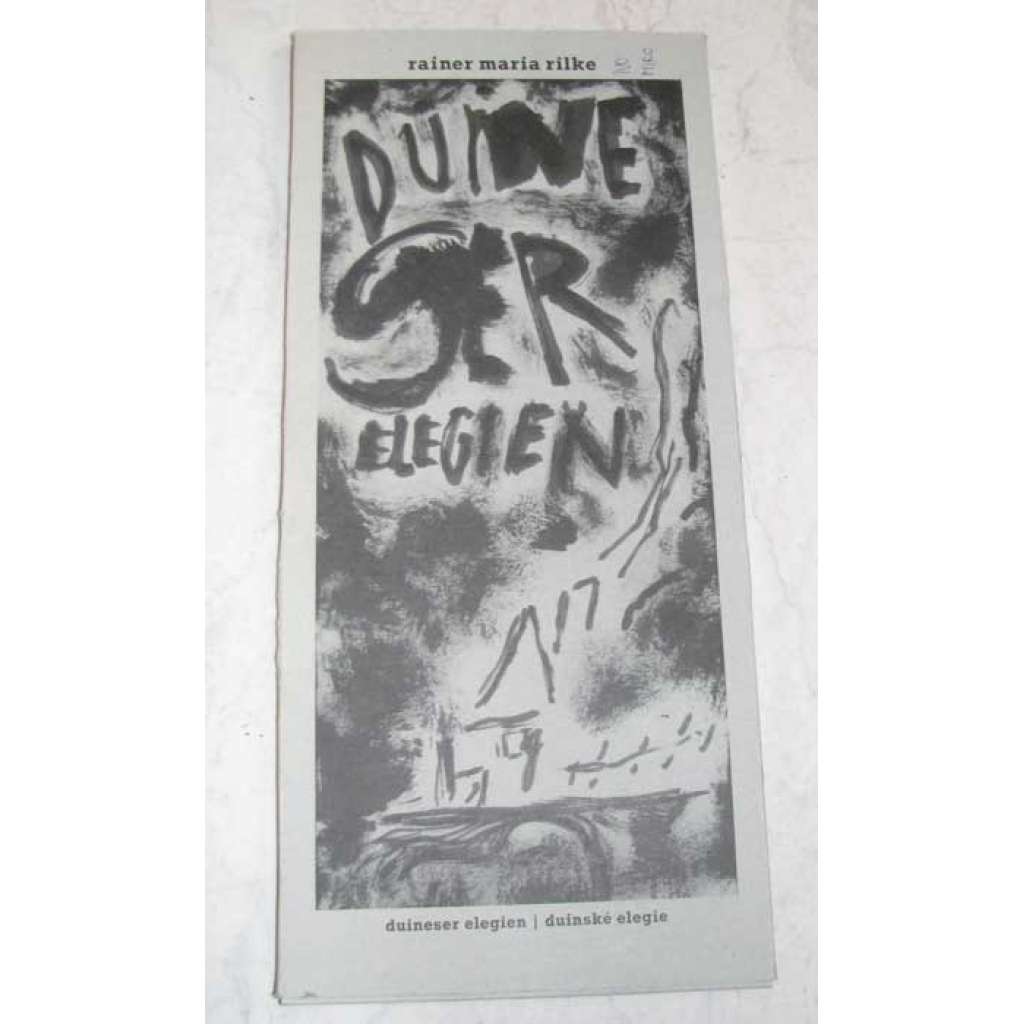 rainer maria rilke
DUINE
SER
ELEGIEN
duineser elegien | duinské elegie